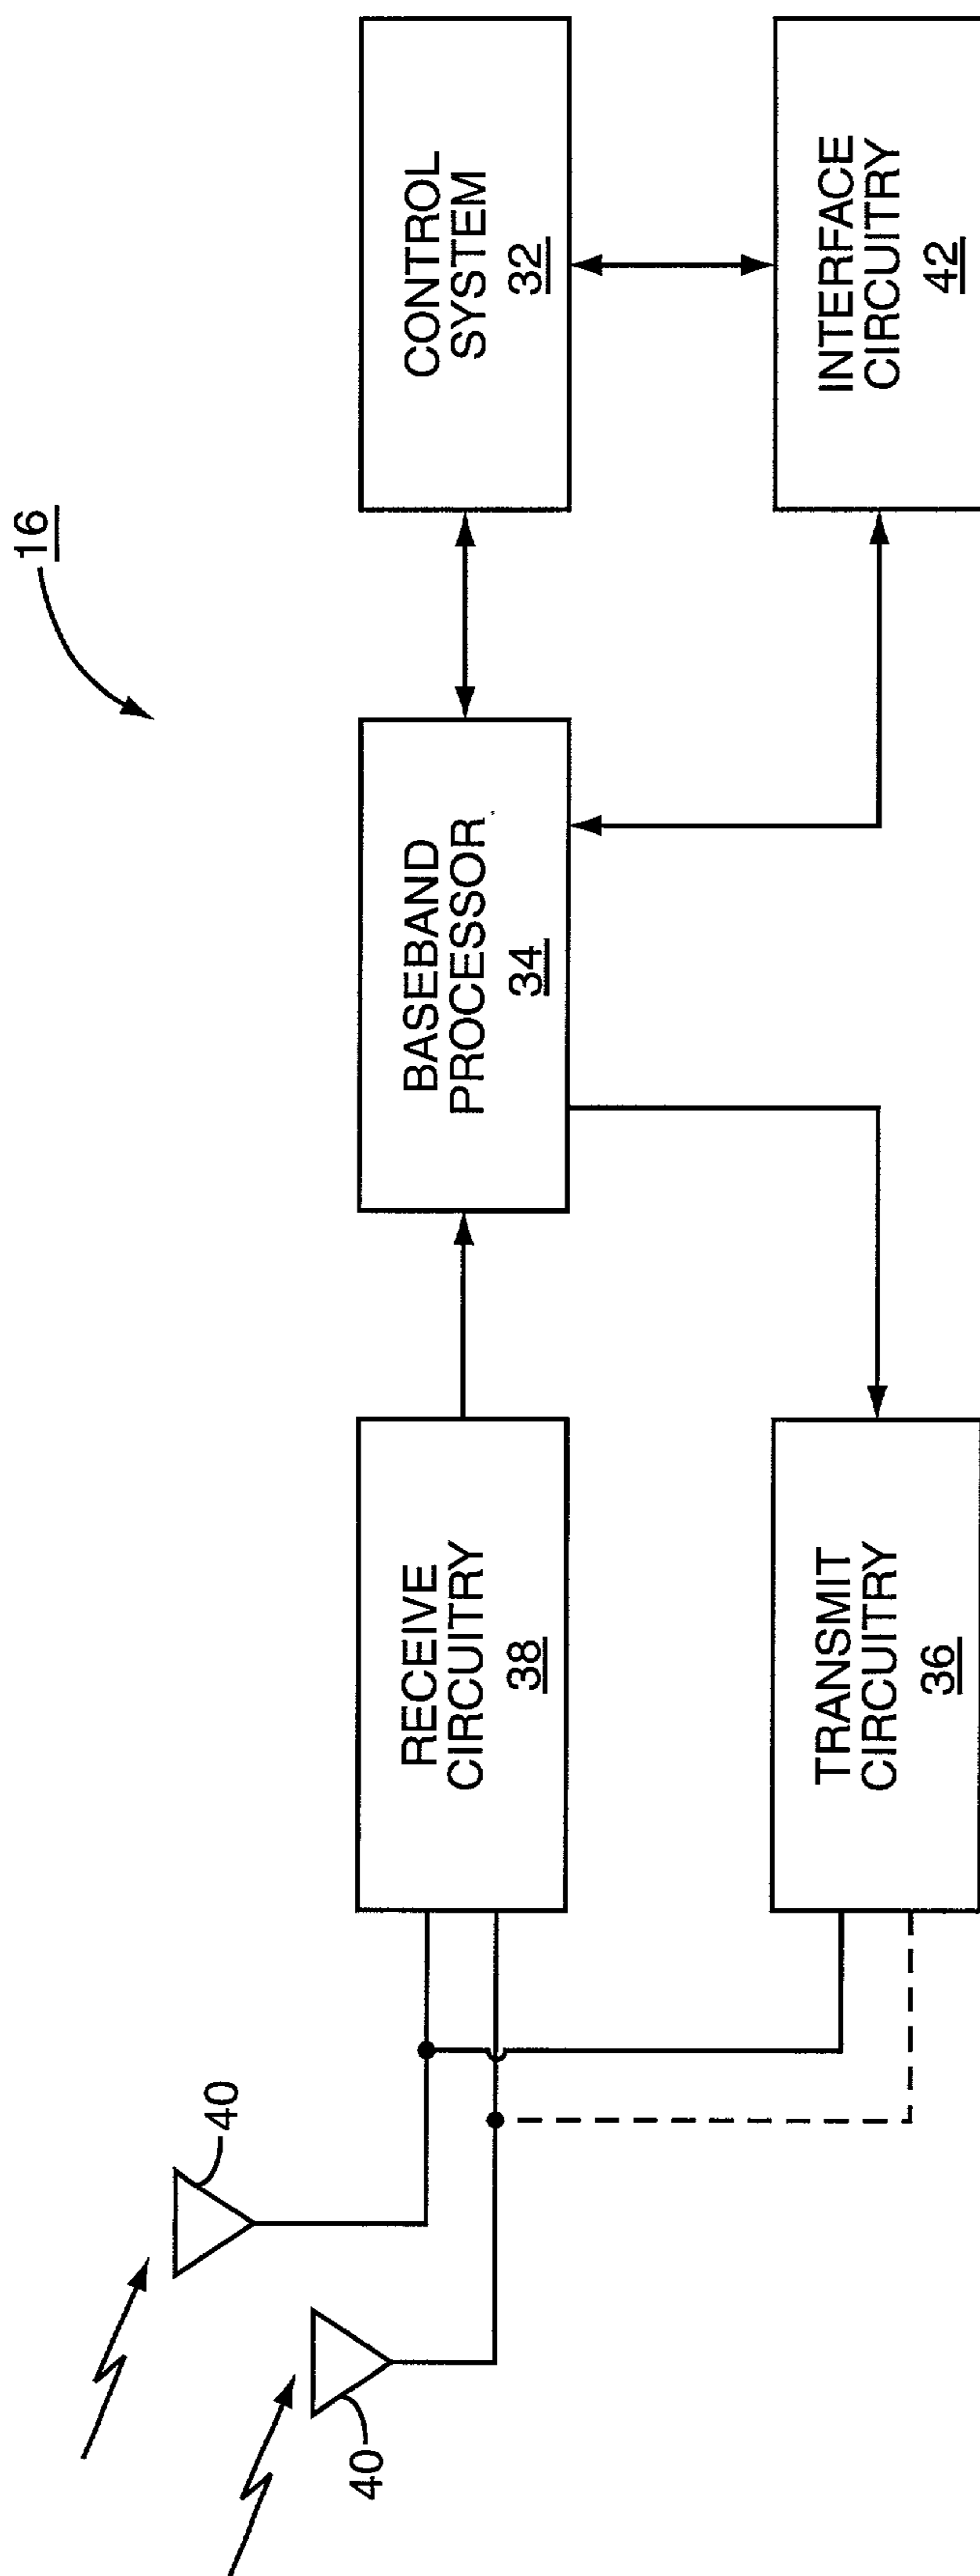 16
40
40
RECEIVE
CIRCUITRY
38
BASEBAND
PROCESSOR
34
CONTROL
SYSTEM
32
TRANSMIT
CIRCUITRY
36
INTERFACE
CIRCUITRY
42